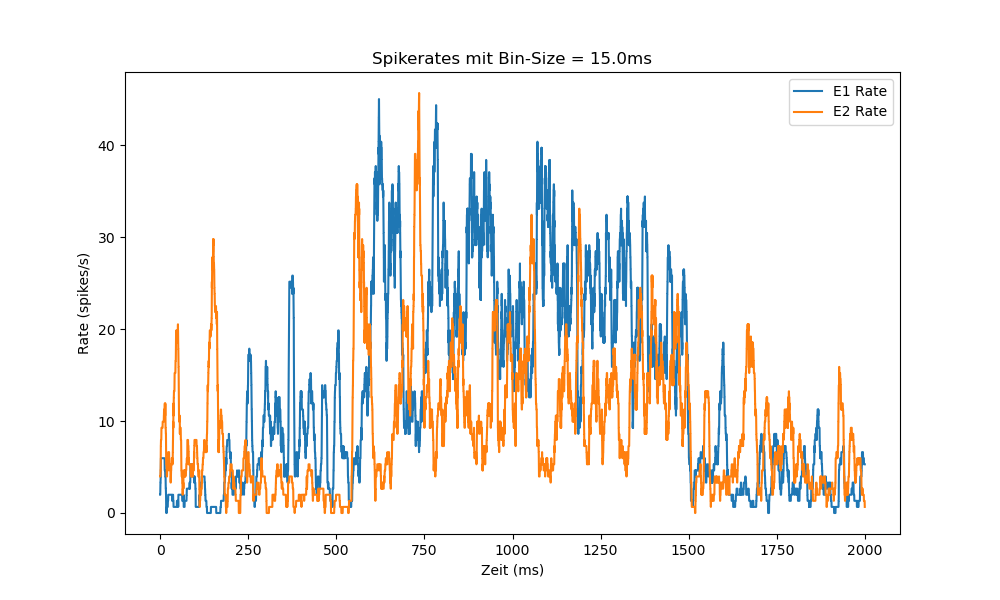 Spikerates mit Bin-Size = 15.0ms
E1 Rate
E2 Rate
Rate (spikes/s)
40
30
20
10
0
0 250 500 750 1000 1250 1500 1750 2000
Zeit (ms)